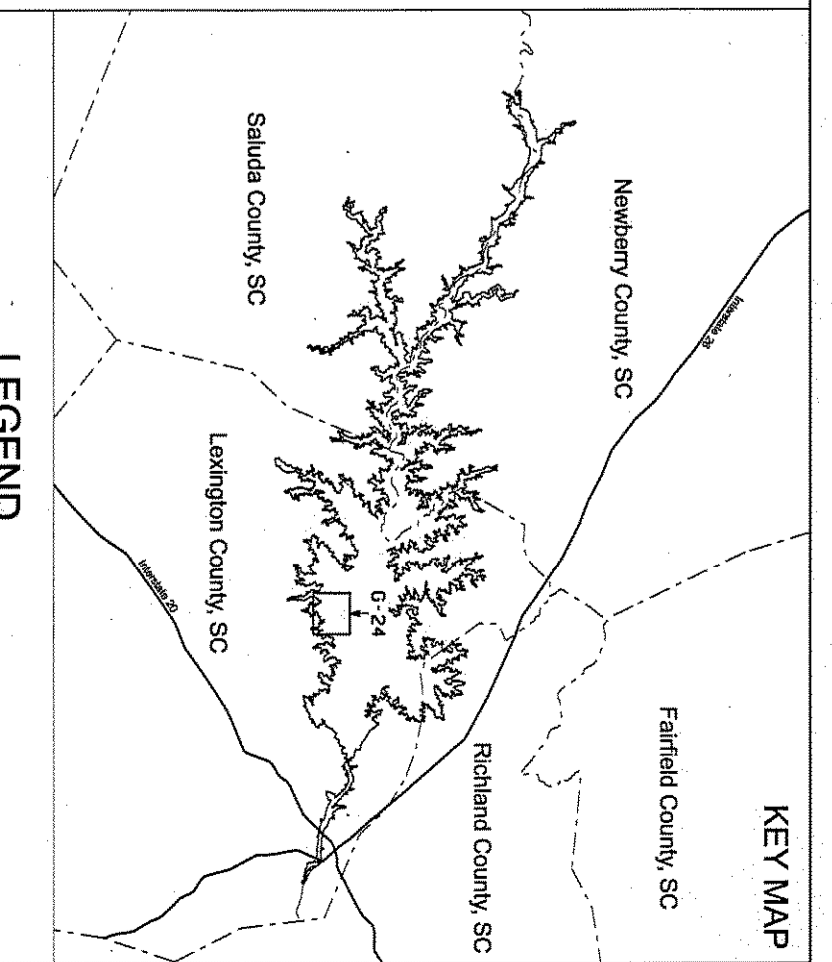 KEY MAP
Fairfield County, SC
Newberry County, SC
Interstate 26
Richland County, SC
Saluda County, SC
G-24
Lexington County, SC
Interstate 20
LEGEND